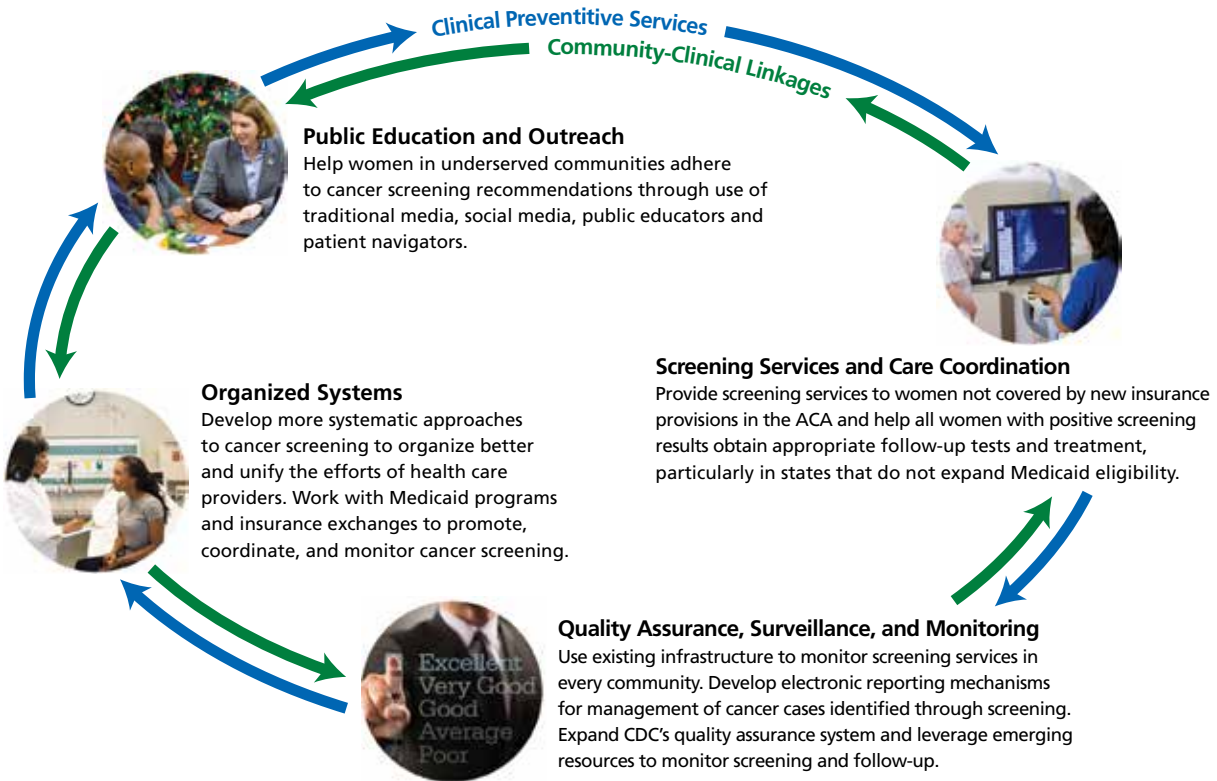 Clinical Preventitive Services
Community-Clinical Linkages
Public Education and Outreach
Help women in underserved communities adhere
to cancer screening recommendations through use of
traditional media, social media, public educators and
patient navigators.
Screening Services and Care Coordination
Provide screening services to women not covered by new insurance
provisions in the ACA and help all women with positive screening
results obtain appropriate follow-up tests and treatment,
particularly in states that do not expand Medicaid eligibility.
Organized Systems
Develop more systematic approaches
to cancer screening to organize better
and unify the efforts of health care
providers. Work with Medicaid programs
and insurance exchanges to promote,
coordinate, and monitor cancer screening.
Quality Assurance, Surveillance, and Monitoring
Use existing infrastructure to monitor screening services in
every community. Develop electronic reporting mechanisms
for management of cancer cases identified through screening.
Expand CDC’s quality assurance system and leverage emerging
resources to monitor screening and follow-up.
Excellent
Very Good
Good
Average
Poor